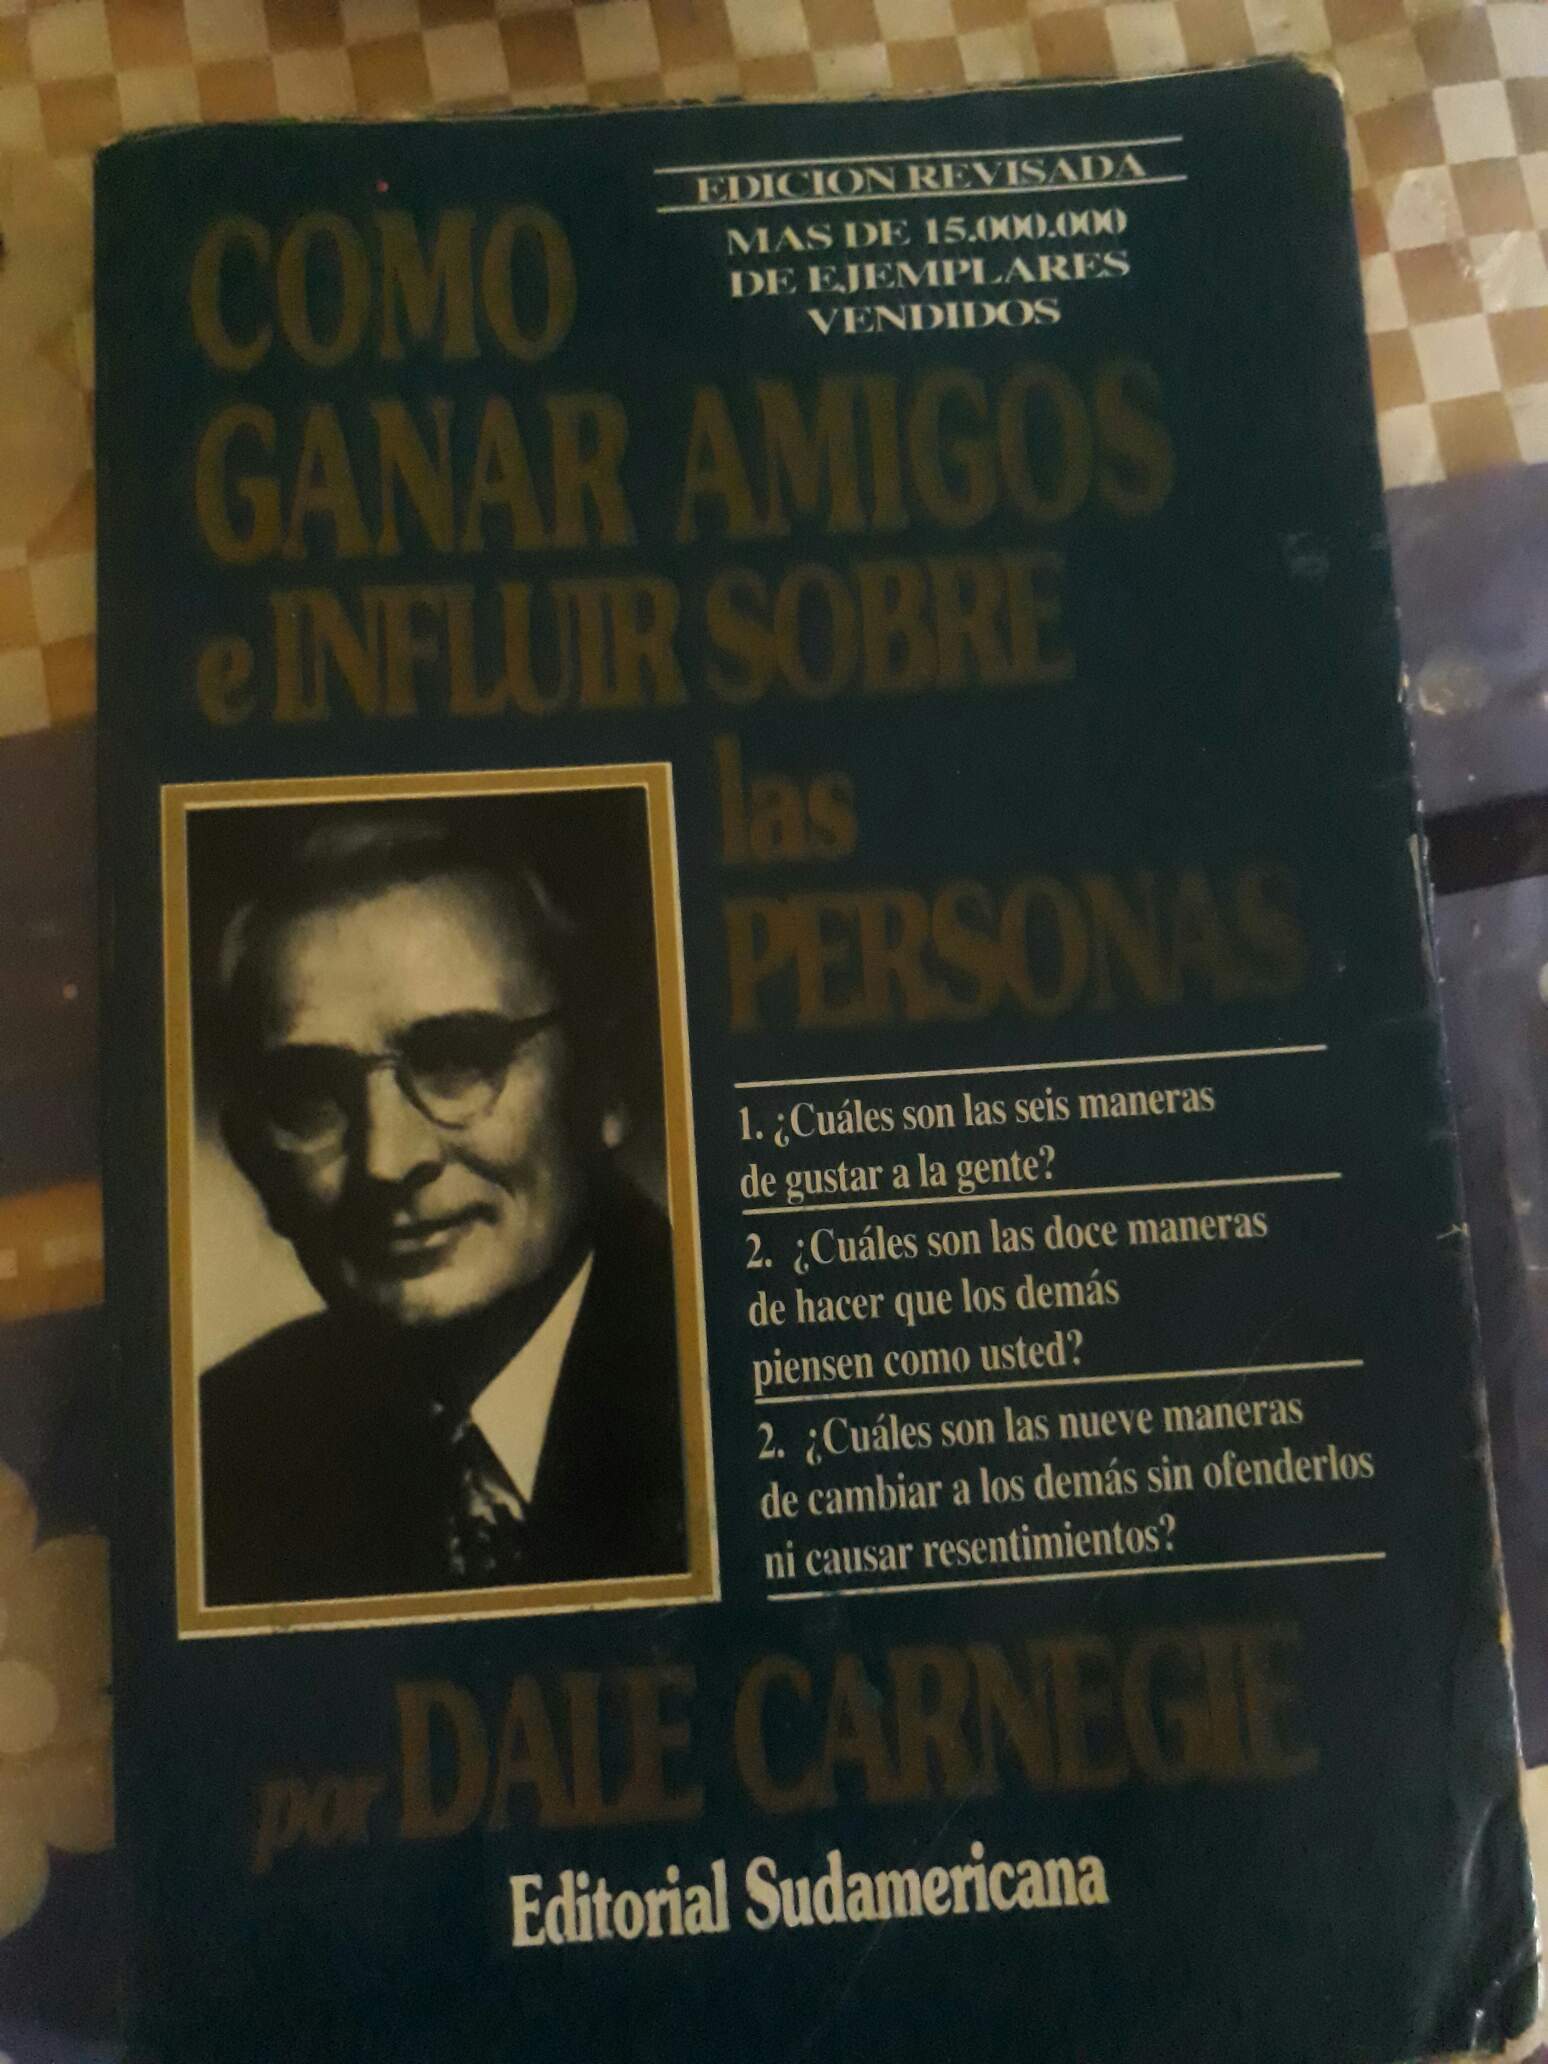 EDICION REVISADA
MAS DE 15.000.000
DE EJEMPLARES
VENDIDOS
COMO
GANAR AMIGOS
e INFLUIR SOBRE
las
PERSONAS
1. ¿Cuáles son las seis maneras
de gustar a la gente?
2. ¿Cuáles son las doce maneras
de hacer que los demás
piensen como usted?
2. ¿Cuáles son las nueve maneras
de cambiar a los demás sin ofenderlos
ni causar resentimientos?
por DALE CARNEGIE
Editorial Sudamericana